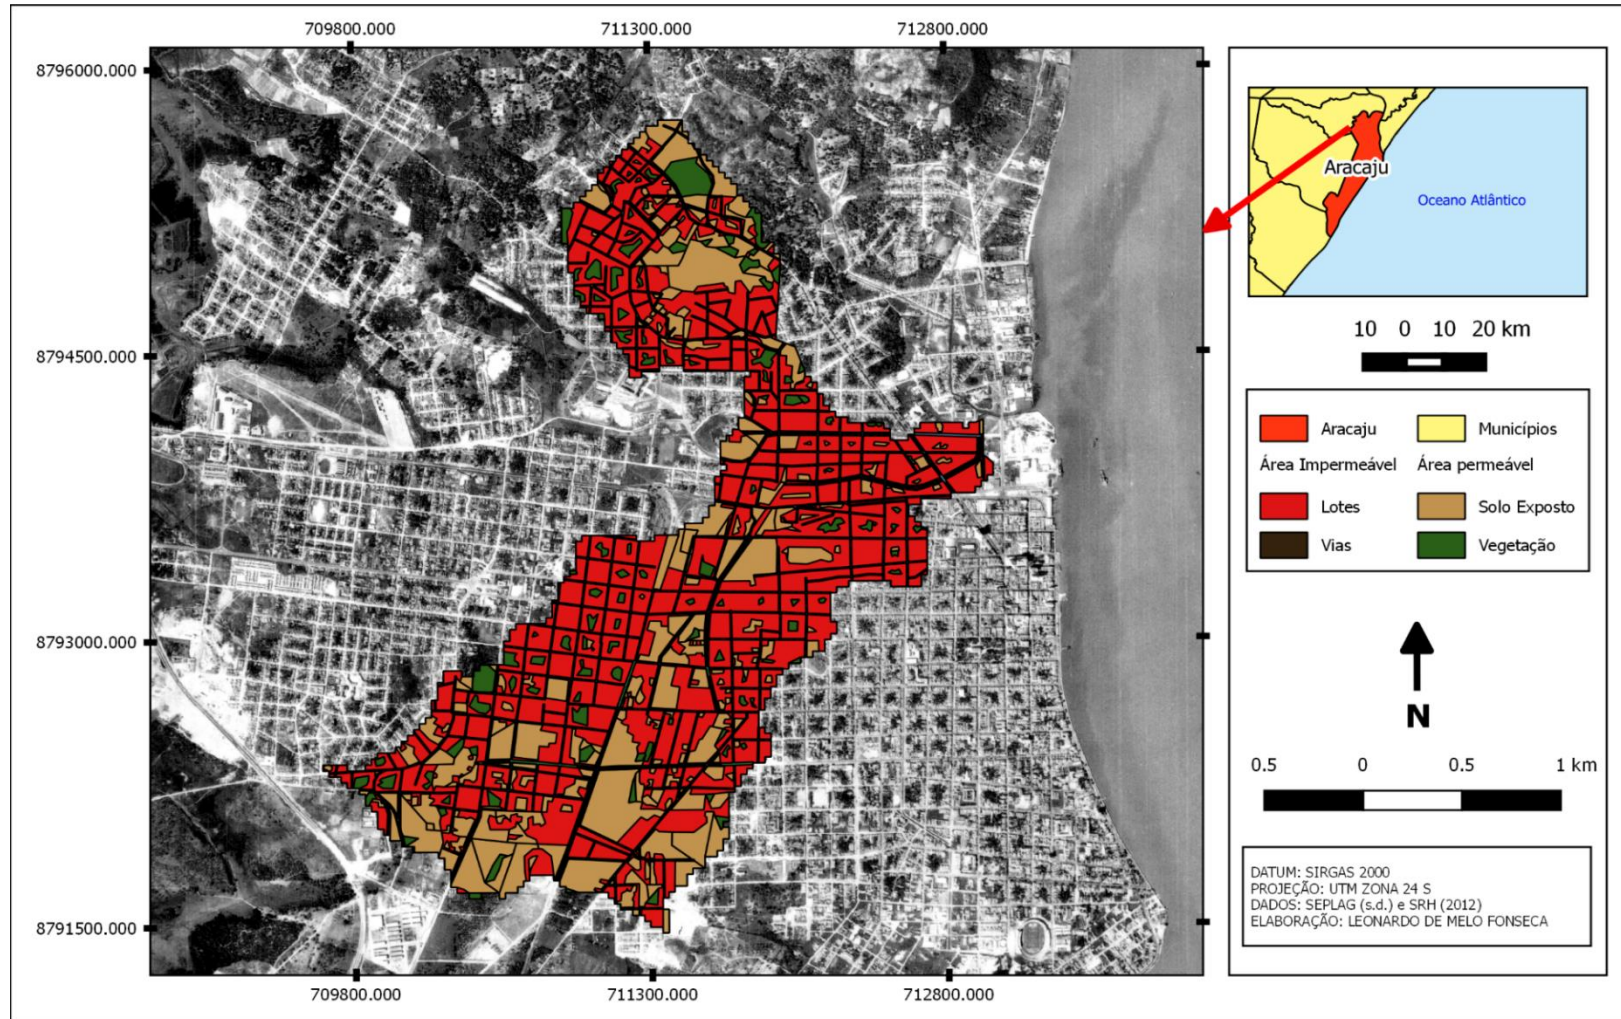 709800.000 711300.000 712800.000
8796000.000
8794500.000
8793000.000
8791500.000
709800.000 711300.000 712800.000
Aracaju
Oceano Atlântico
10 0 10 20 km
Aracaju Municípios
Área Impermeável Área permeável
Lotes Solo Exposto
Vias Vegetação
N
0.5 0 0.5 1 km
DATUM: SIRGAS 2000
PROJEÇÃO: UTM ZONA 24 S
DADOS: SEPLAG (s.d.) e SRH (2012)
ELABORAÇÃO: LEONARDO DE MELO FONSECA